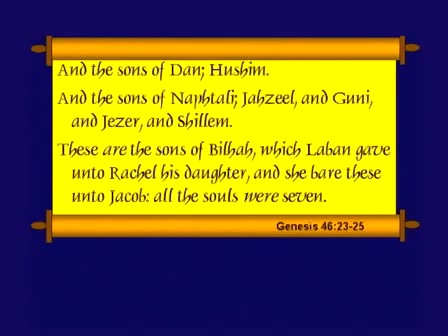 And the sons of Dan; Hushim.
And the sons of Naphtali; Jahzeel, and Guni,
and Jezer, and Shillem.
These are the sons of Bilhah, which Laban gave
unto Rachel his daughter, and she bare these
unto Jacob: all the souls were seven.
Genesis 46:23-25